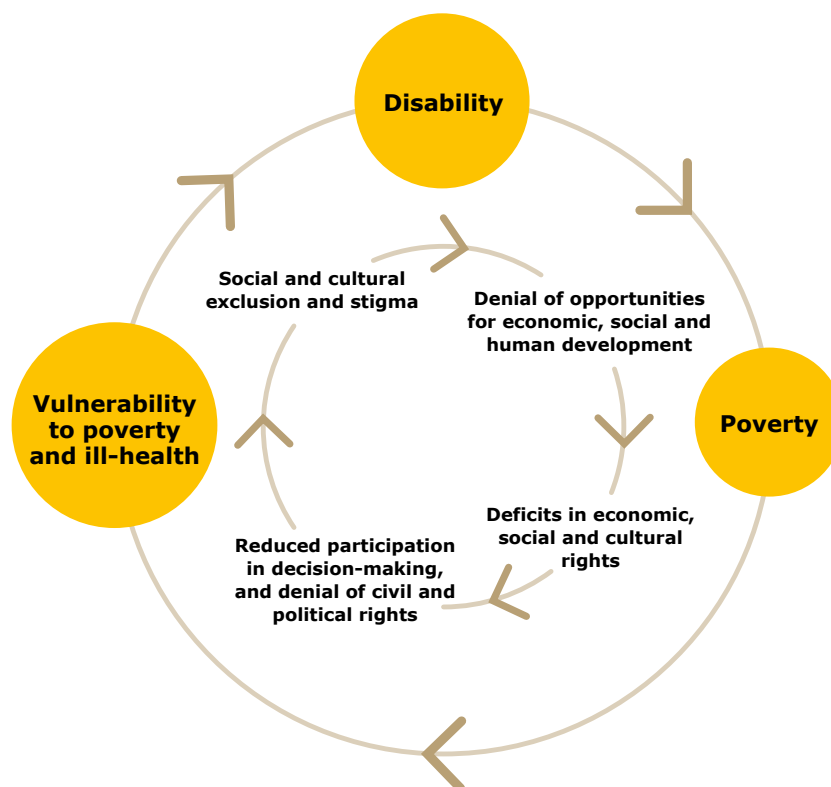 Disability
Social and cultural
exclusion and stigma
Denial of opportunities
for economic, social and
human development
Vulnerability
to poverty
and ill-health
Poverty
Deficits in economic,
social and cultural
rights
Reduced participation
in decision-making,
and denial of civil and
political rights